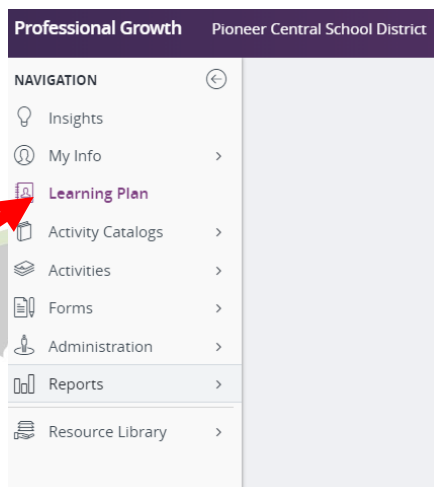 Professional Growth Pioneer Central School District
NAVIGATION
Insights
My Info
Learning Plan
Activity Catalogs
Activities
Forms
Administration
Reports
Resource Library